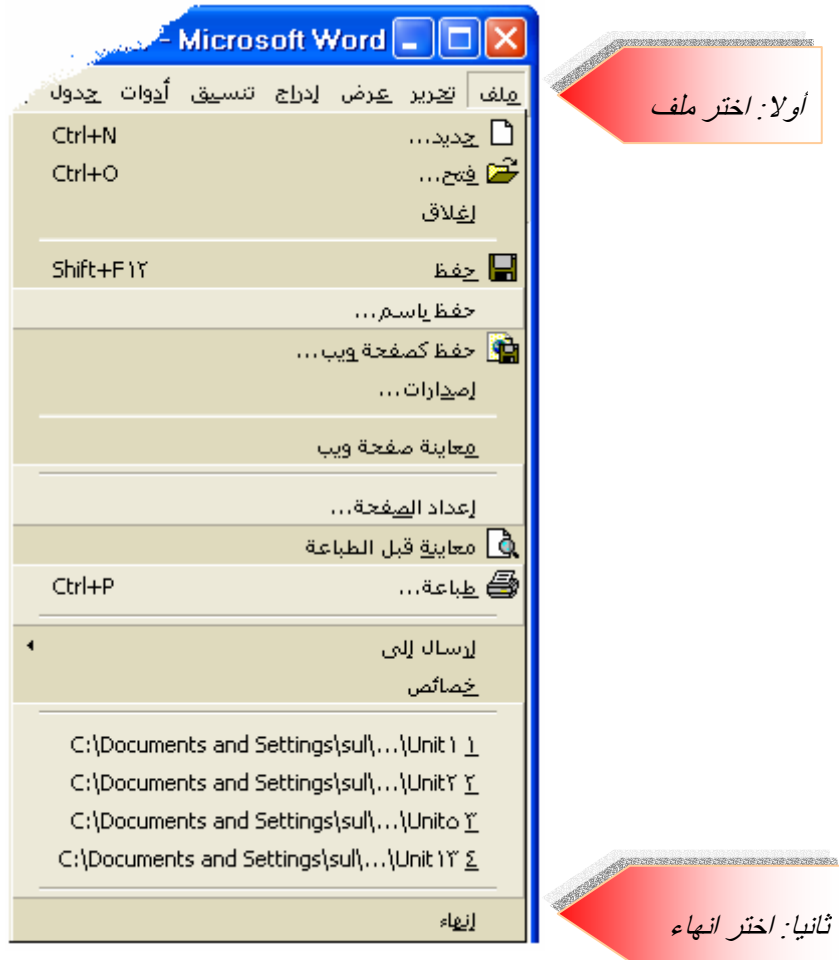 - Microsoft Word
ملف تحرير عرض إدراج تنسيق أدوات جدول
أولا: اختر ملف
جديد... Ctrl+N
فتح... Ctrl+O
إغلاق
حفظ Shift+F١٢
حفظ باسم...
حفظ كصفحة ويب...
إصدارات...
معاينة صفحة ويب
إعداد الصفحة...
معاينة قبل الطباعة
طباعة... Ctrl+P
إرسال إلى
خصائص
١ C:\Documents and Settings\sul\...\Unit١
٢ C:\Documents and Settings\sul\...\Unit٢
٣ C:\Documents and Settings\sul\...\Unit٥
٤ C:\Documents and Settings\sul\...\Unit١٣
إنهاء
ثانيا: اختر انهاء